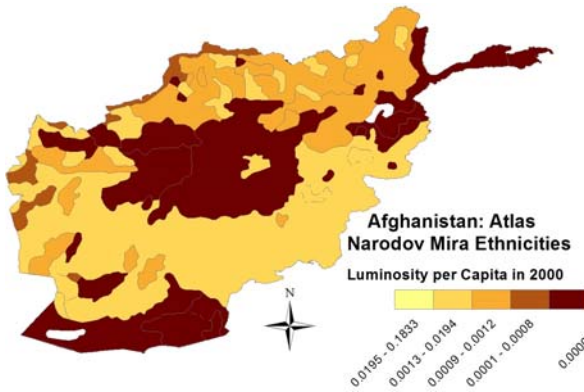 Afghanistan: Atlas
Narodov Mira Ethnicities
Luminosity per Capita in 2000
N
0.0195 - 0.1833
0.0013 - 0.0194
0.0009 - 0.0012
0.0001 - 0.0008